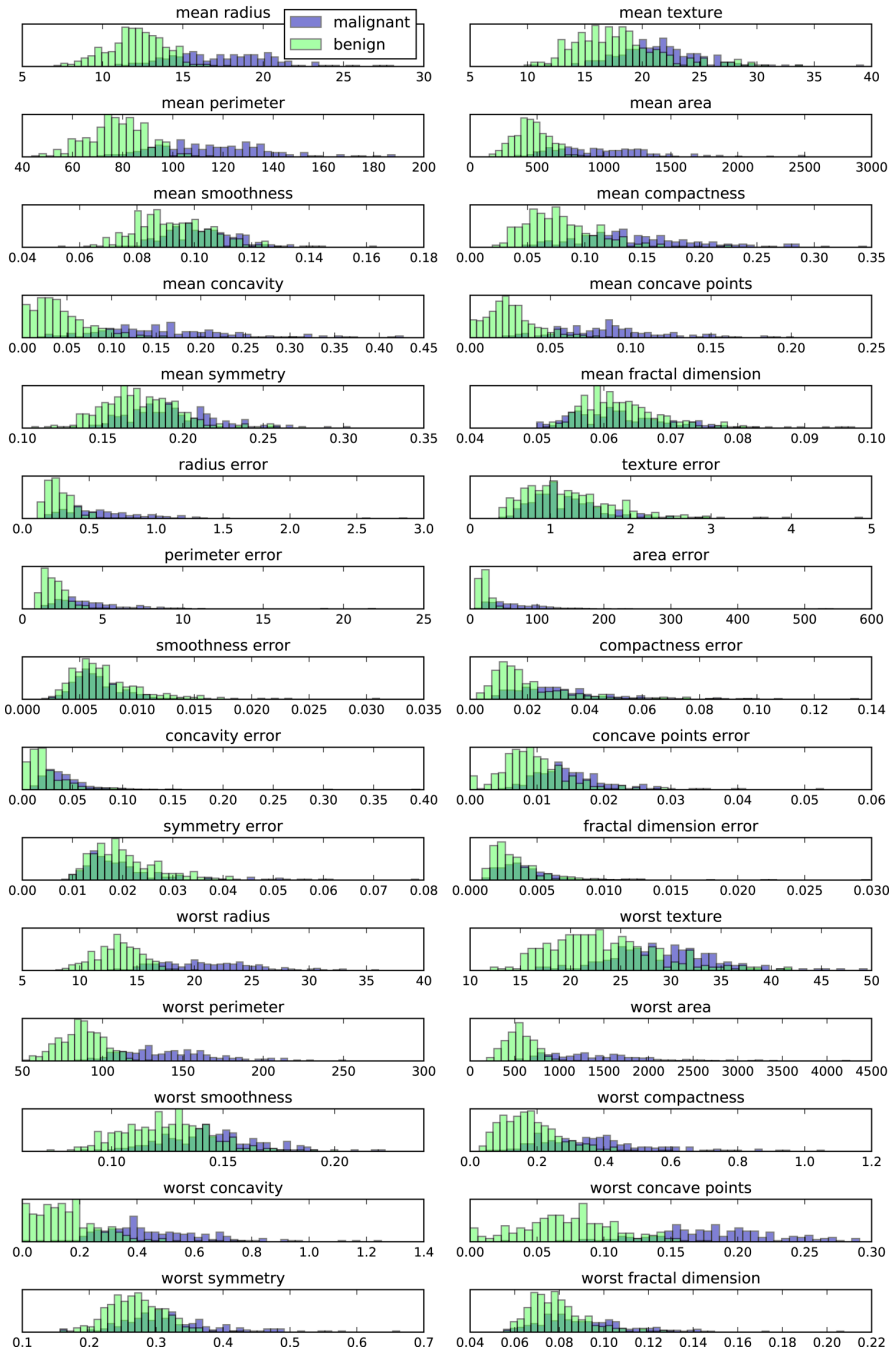 mean radius
malignant
benign
5 10 15 20 25 30
mean texture
5 10 15 20 25 30 35 40
mean perimeter
40 60 80 100 120 140 160 180 200
mean area
0 500 1000 1500 2000 2500 3000
mean smoothness
0.04 0.06 0.08 0.10 0.12 0.14 0.16 0.18
mean compactness
0.00 0.05 0.10 0.15 0.20 0.25 0.30 0.35
mean concavity
0.00 0.05 0.10 0.15 0.20 0.25 0.30 0.35 0.40 0.45
mean concave points
0.00 0.05 0.10 0.15 0.20 0.25
mean symmetry
0.10 0.15 0.20 0.25 0.30 0.35
mean fractal dimension
0.04 0.05 0.06 0.07 0.08 0.09 0.10
radius error
0.0 0.5 1.0 1.5 2.0 2.5 3.0
texture error
0 1 2 3 4 5
perimeter error
0 5 10 15 20 25
area error
0 100 200 300 400 500 600
smoothness error
0.000 0.005 0.010 0.015 0.020 0.025 0.030 0.035
compactness error
0.00 0.02 0.04 0.06 0.08 0.10 0.12 0.14
concavity error
0.00 0.05 0.10 0.15 0.20 0.25 0.30 0.35 0.40
concave points error
0.00 0.01 0.02 0.03 0.04 0.05 0.06
symmetry error
0.00 0.01 0.02 0.03 0.04 0.05 0.06 0.07 0.08
fractal dimension error
0.000 0.005 0.010 0.015 0.020 0.025 0.030
worst radius
5 10 15 20 25 30 35 40
worst texture
10 15 20 25 30 35 40 45 50
worst perimeter
50 100 150 200 250 300
worst area
0 500 1000 1500 2000 2500 3000 3500 4000 4500
worst smoothness
0.10 0.15 0.20
worst compactness
0.0 0.2 0.4 0.6 0.8 1.0 1.2
worst concavity
0.0 0.2 0.4 0.6 0.8 1.0 1.2 1.4
worst concave points
0.00 0.05 0.10 0.15 0.20 0.25 0.30
worst symmetry
0.1 0.2 0.3 0.4 0.5 0.6 0.7
worst fractal dimension
0.04 0.06 0.08 0.10 0.12 0.14 0.16 0.18 0.20 0.22